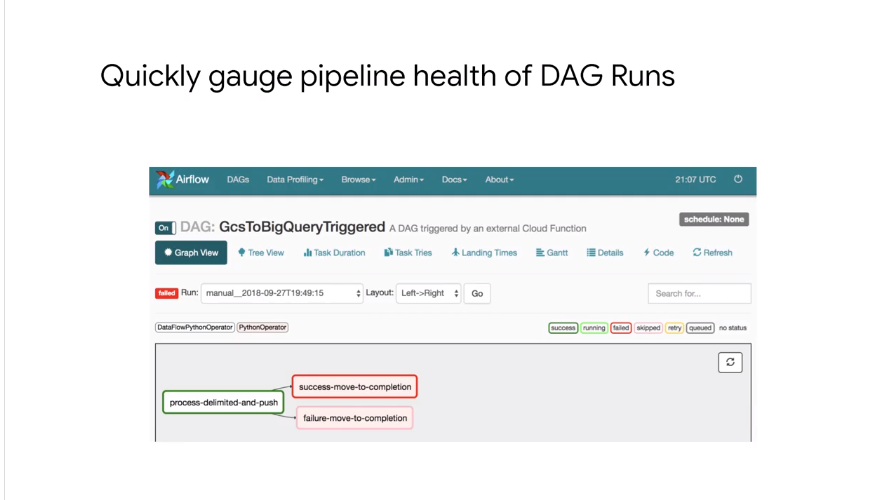 Quickly gauge pipeline health of DAG Runs
Airflow DAGs Data Profiling Browse Admin Docs About 21:07 UTC
schedule: None
On DAG: GcsToBigQueryTriggered A DAG triggered by an external Cloud Function
Graph View Tree View Task Duration Task Tries Landing Times Gantt Details Code Refresh
failed Run: manual__2018-09-27T19:49:15 Layout: Left->Right Go Search for...
DataFlowPythonOperator PythonOperator success running failed skipped retry queued no status
success-move-to-completion
process-delimited-and-push
failure-move-to-completion